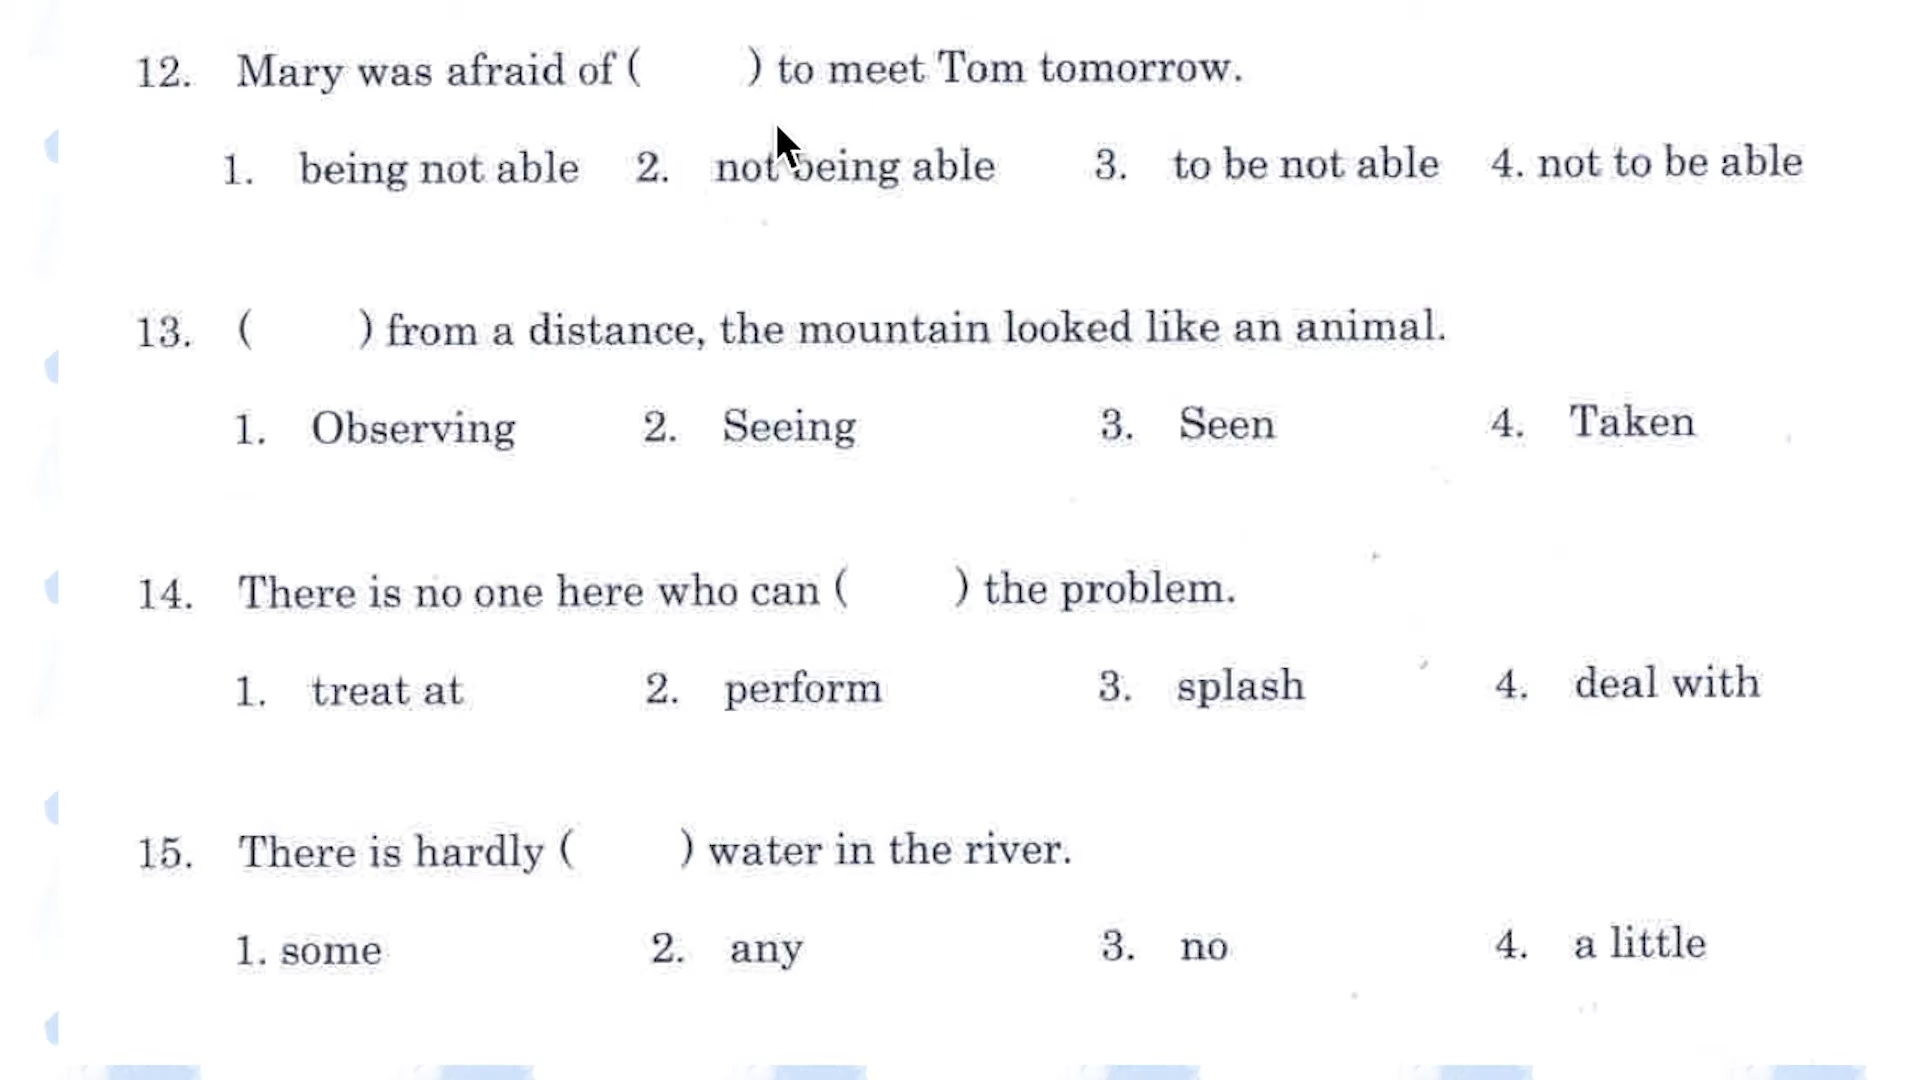 12. Mary was afraid of ( ) to meet Tom tomorrow.
1. being not able 2. not being able 3. to be not able 4. not to be able
13. ( ) from a distance, the mountain looked like an animal.
1. Observing 2. Seeing 3. Seen 4. Taken
14. There is no one here who can ( ) the problem.
1. treat at 2. perform 3. splash 4. deal with
15. There is hardly ( ) water in the river.
1. some 2. any 3. no 4. a little